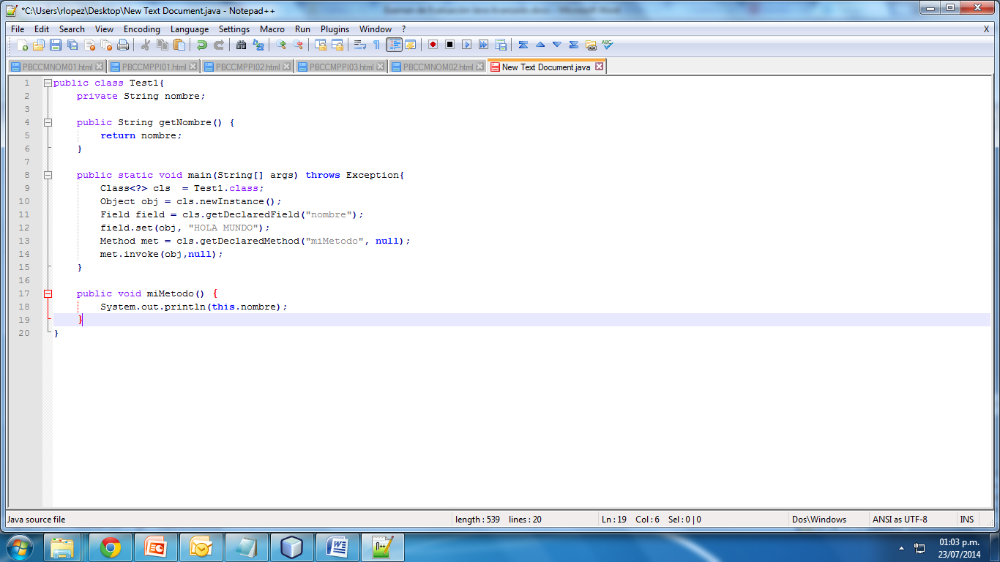 *C:\Users\rlopez\Desktop\New Text Document.java - Notepad++
File Edit Search View Encoding Language Settings Macro Run Plugins Window ? X
PBCCMNOM01.html PBCCMPPI01.html PBCCMPPI02.html PBCCMPPI03.html PBCCMNOM02.html New Text Document.java
1 public class Test1{
2 private String nombre;
3
4 public String getNombre() {
5 return nombre;
6 }
7
8 public static void main(String[] args) throws Exception{
9 Class<?> cls  = Test1.class;
10 Object obj = cls.newInstance();
11 Field field = cls.getDeclaredField("nombre");
12 field.set(obj, "HOLA MUNDO");
13 Method met = cls.getDeclaredMethod("miMetodo", null);
14 met.invoke(obj,null);
15 }
16
17 public void miMetodo() {
18 System.out.println(this.nombre);
19 }
20 }
Java source file length : 539 lines : 20 Ln : 19 Col : 6 Sel : 0 | 0 Dos\Windows ANSI as UTF-8 INS
01:03 p.m.
23/07/2014